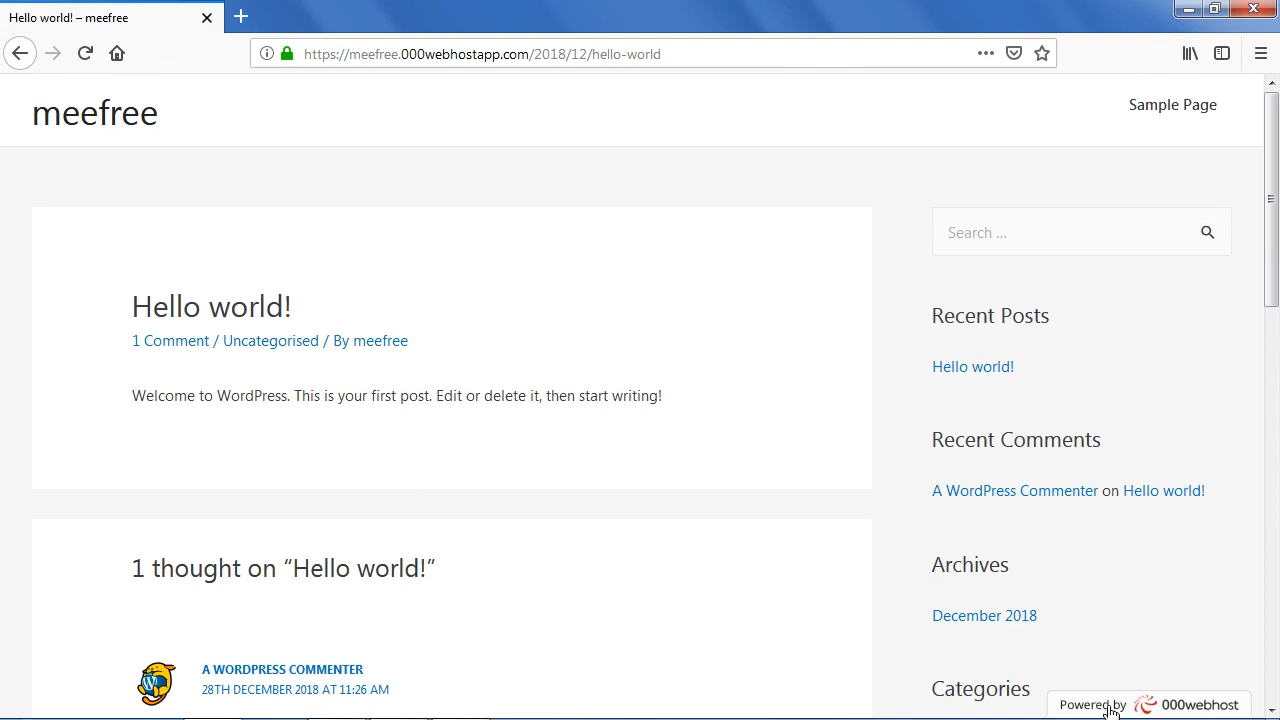 Hello world! – meefree
https://meefree.000webhostapp.com/2018/12/hello-world
meefree
Sample Page
Hello world!
1 Comment / Uncategorised / By meefree
Welcome to WordPress. This is your first post. Edit or delete it, then start writing!
1 thought on “Hello world!”
A WORDPRESS COMMENTER
28TH DECEMBER 2018 AT 11:26 AM
Search ...
Recent Posts
Hello world!
Recent Comments
A WordPress Commenter on Hello world!
Archives
December 2018
Categories
Powered by 000webhost